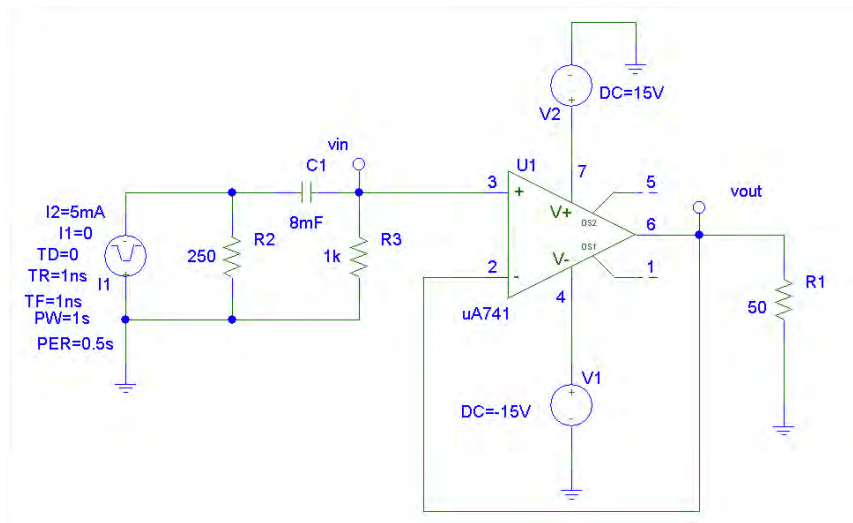 -
+
V2
DC=15V
vin
C1
8mF
U1
7
3
+
5
V+
OS2
6
vout
I2=5mA
I1=0
TD=0
TR=1ns
TF=1ns
PW=1s
PER=0.5s
-
+
I1
250
R2
1k
R3
2
-
V-
OS1
1
4
uA741
R1
50
V1
+
-
DC=-15V